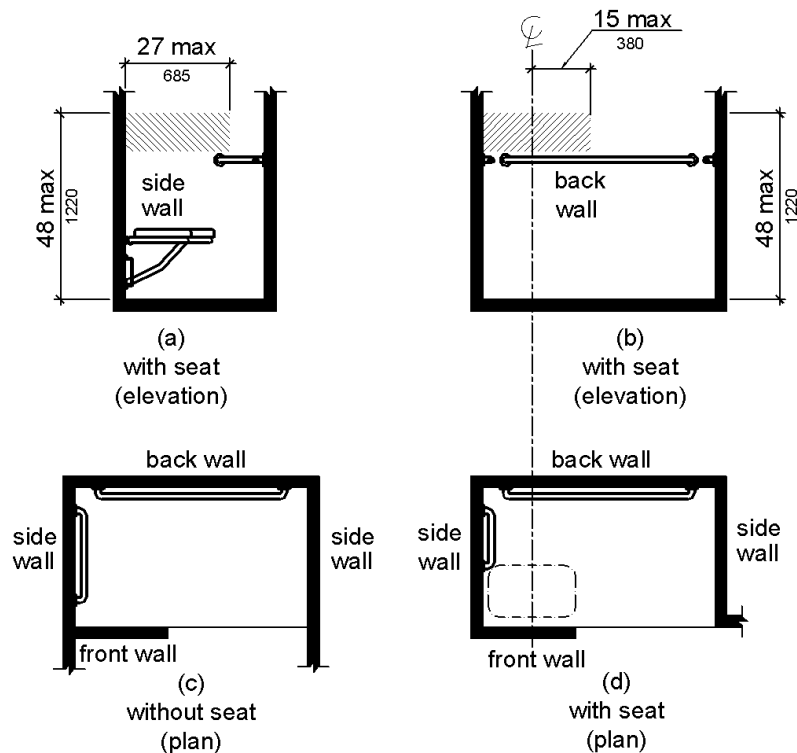 27 max
685
48 max
1220
side
wall
(a)
with seat
(elevation)
℄
15 max
380
back
wall
48 max
1220
(b)
with seat
(elevation)
back wall
side
wall
side
wall
front wall
(c)
without seat
(plan)
back wall
side
wall
side
wall
front wall
(d)
with seat
(plan)